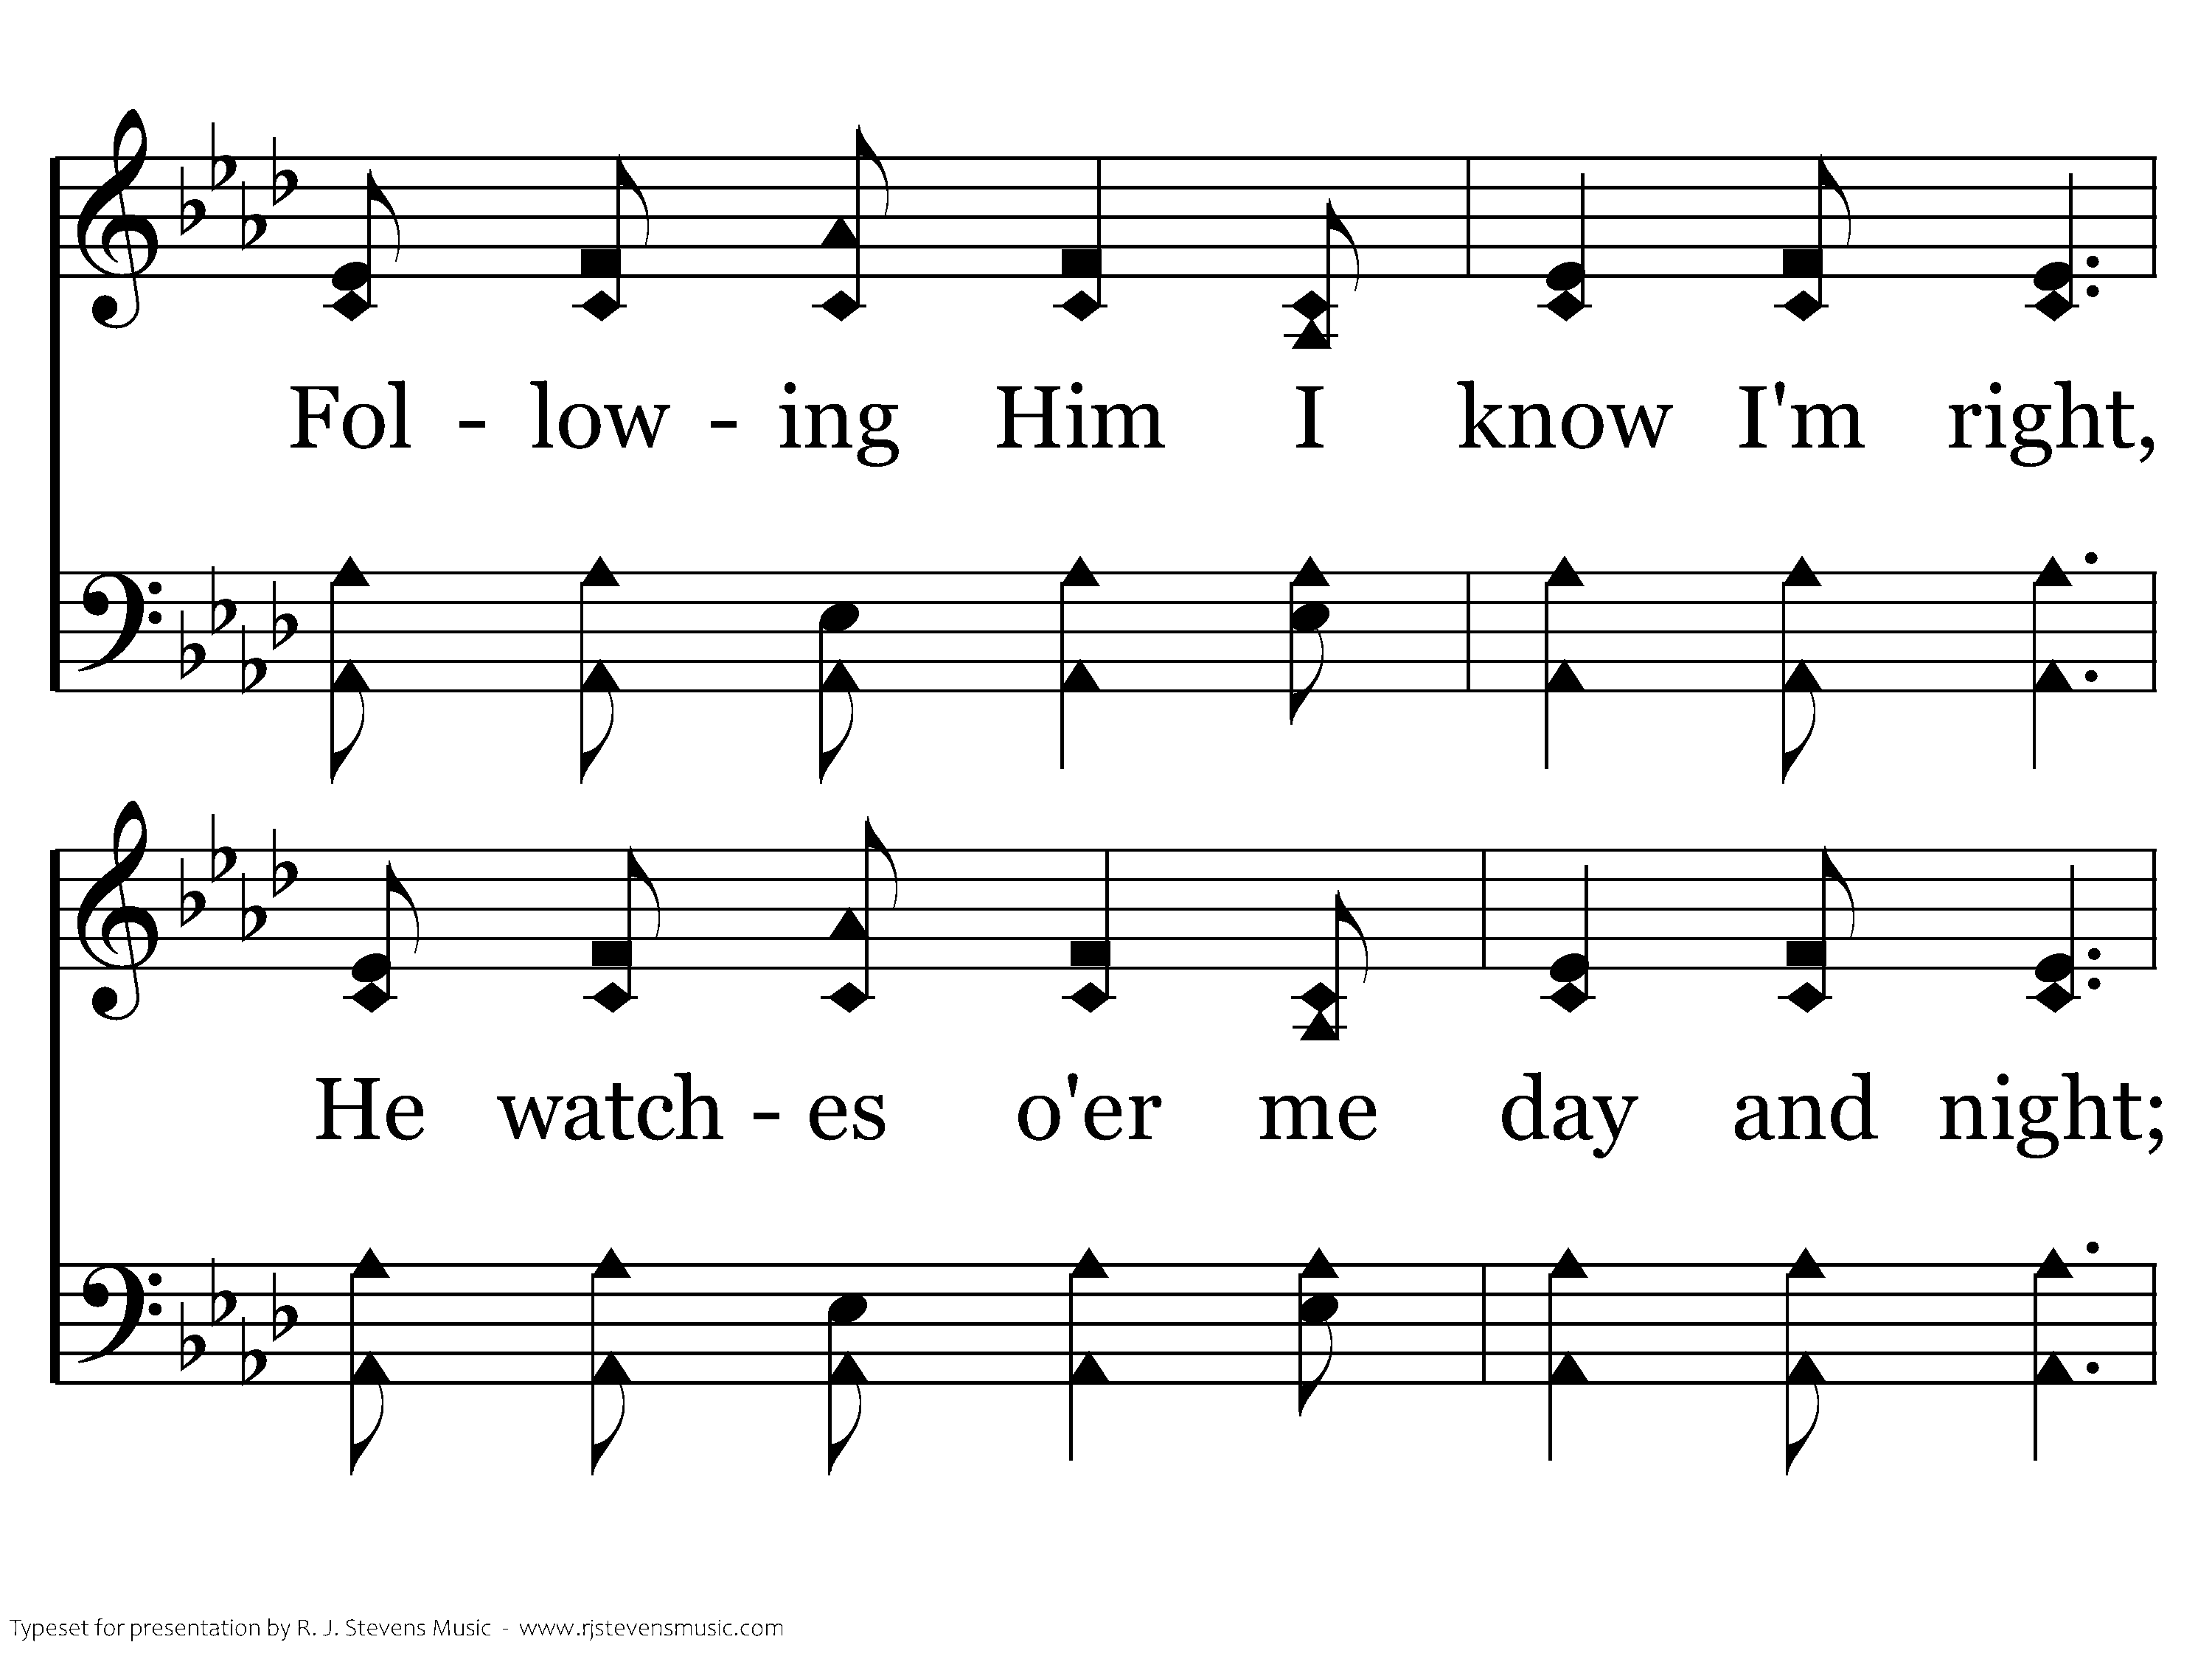 Fol - low - ing Him I know I'm right,
He watch - es o'er me day and night;
Typeset for presentation by R. J. Stevens Music - www.rjstevensmusic.com